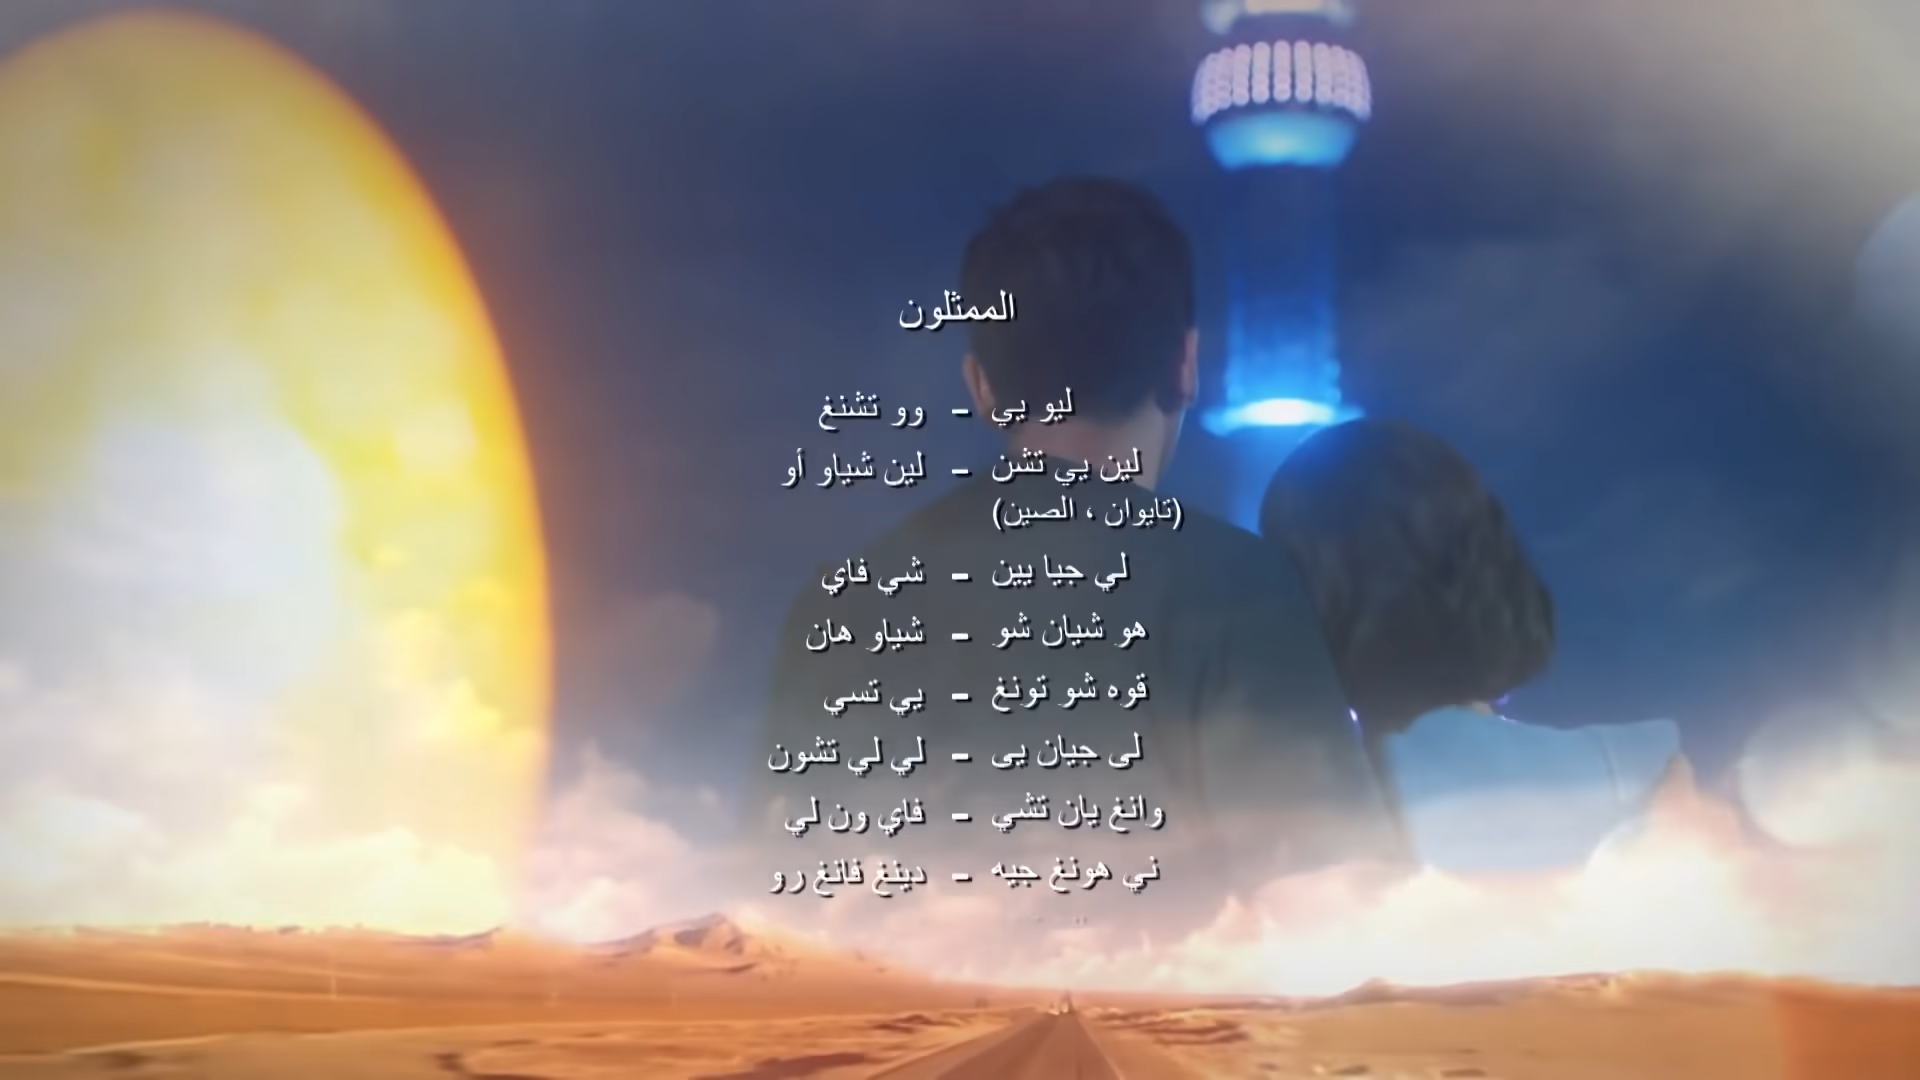 الممثلون
ليو يي - وو تشنغ
لين يي تشن - لين شياو أو
(تايوان ، الصين)
لي جيا يين - شي فاي
هو شيان شو - شياو هان
قوه شو تونغ - يي تسي
لى جيان يى - لي لي تشون
وانغ يان تشي - فاي ون لي
ني هونغ جيه - دينغ فانغ رو